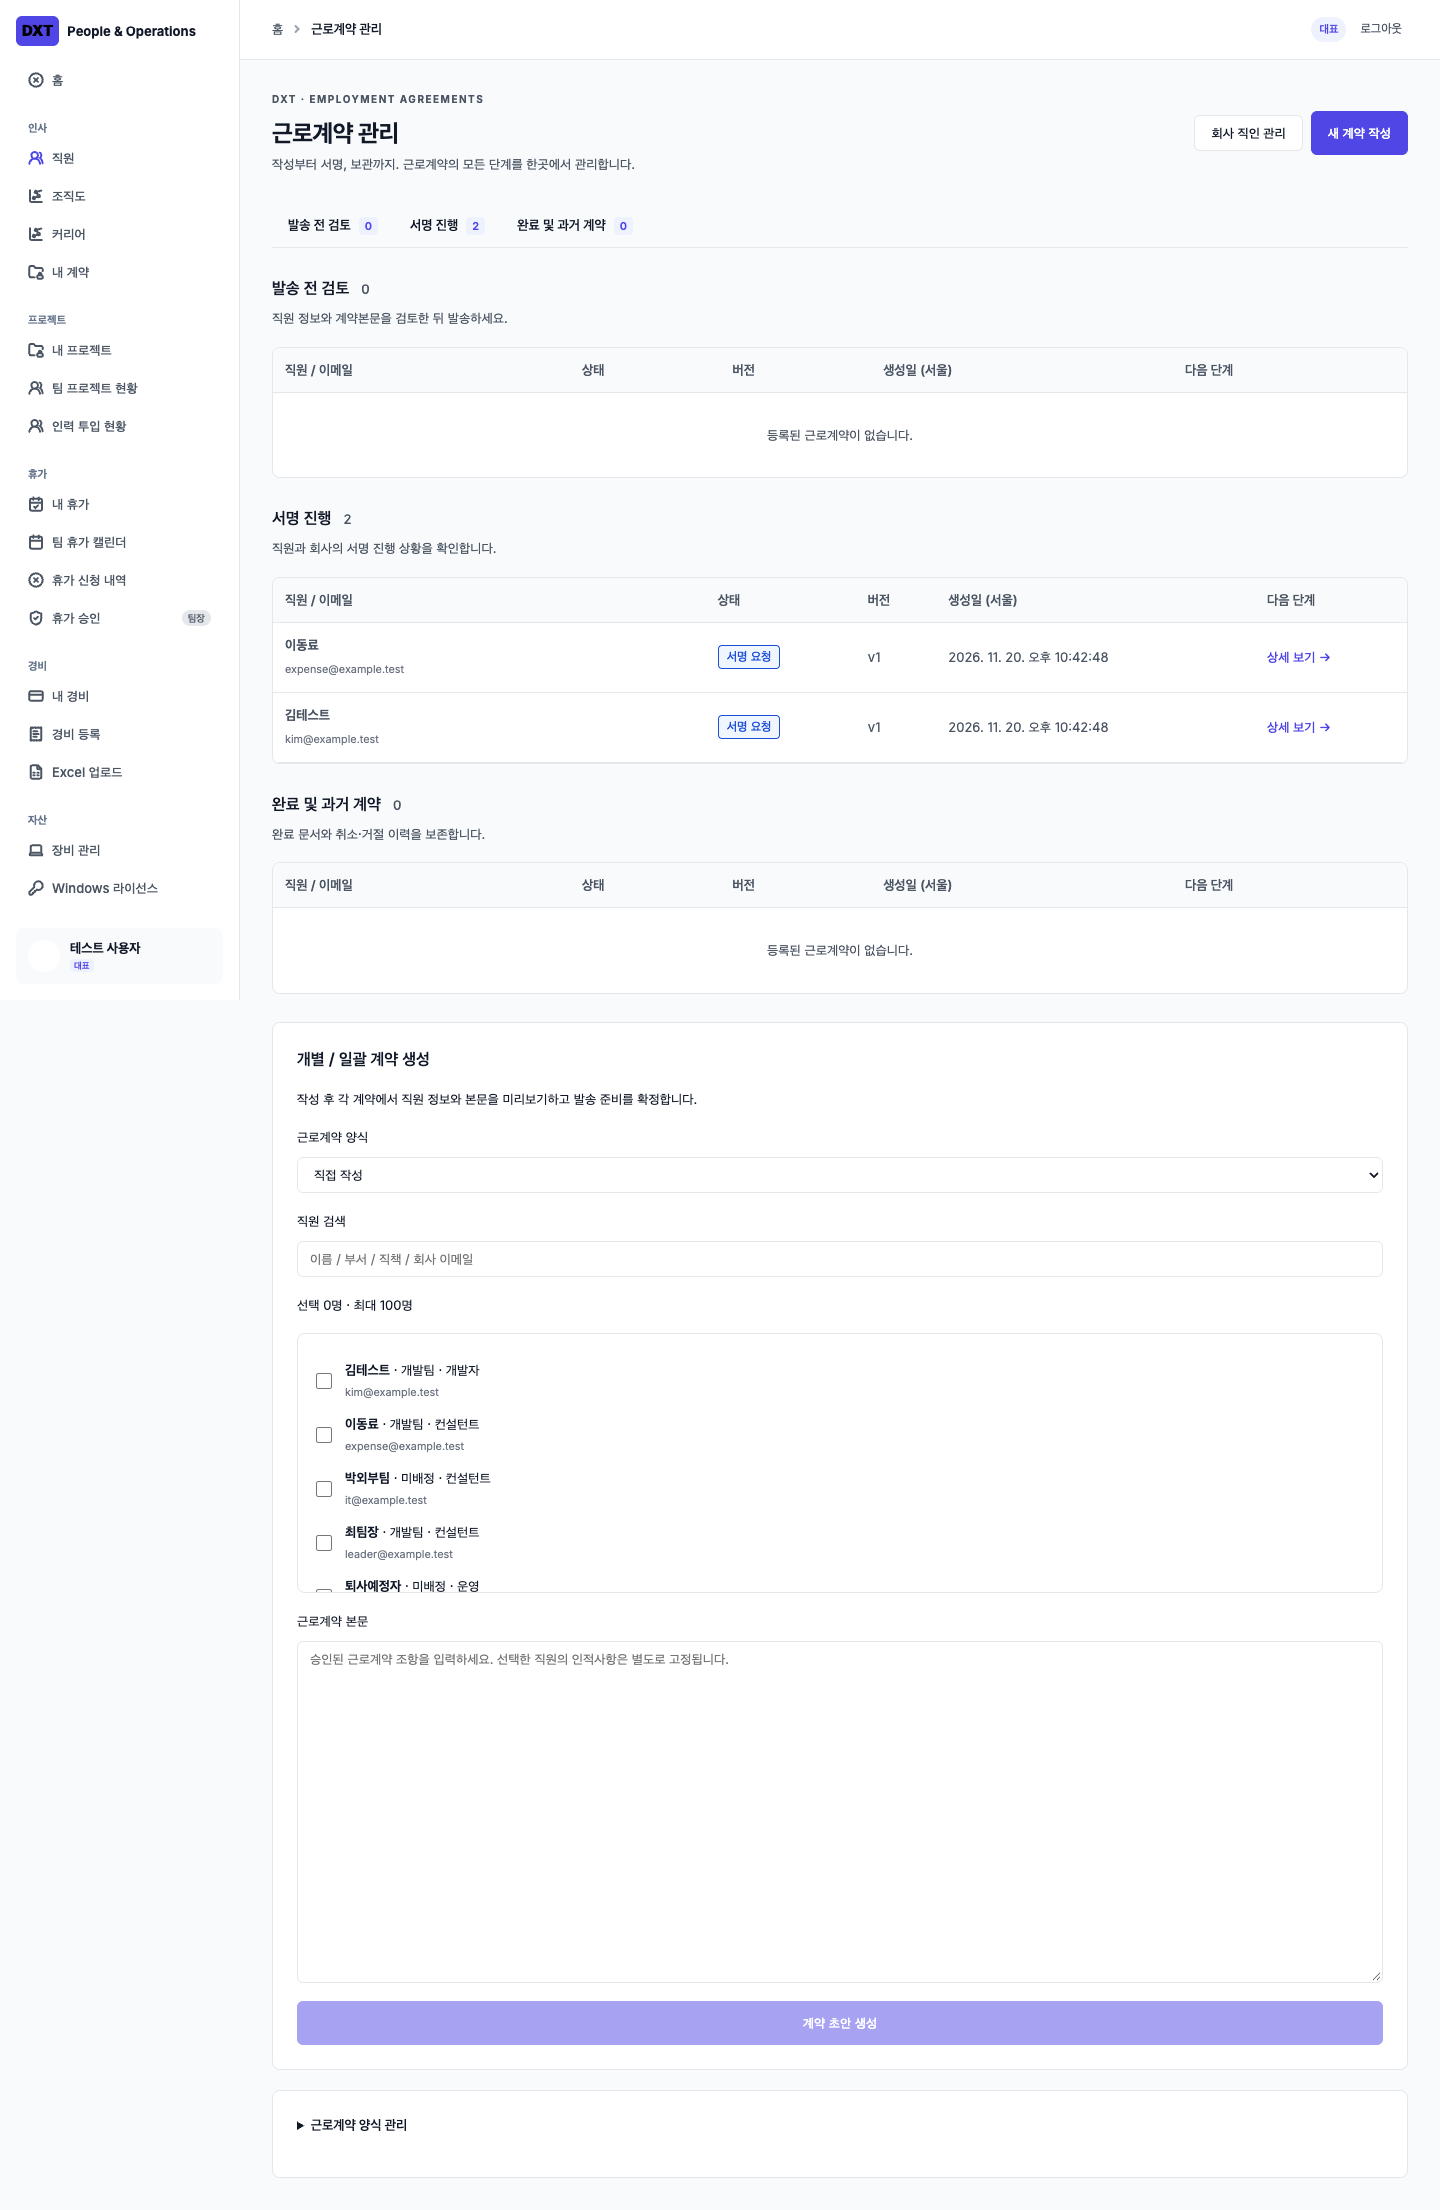 DXT People & Operations
홈
인사
직원
조직도
커리어
내 계약
프로젝트
내 프로젝트
팀 프로젝트 현황
인력 투입 현황
휴가
내 휴가
팀 휴가 캘린더
휴가 신청 내역
휴가 승인 팀장
경비
내 경비
경비 등록
Excel 업로드
자산
장비 관리
Windows 라이선스
테스트 사용자
대표
홈 > 근로계약 관리 대표 로그아웃
DXT · EMPLOYMENT AGREEMENTS
근로계약 관리
작성부터 서명, 보관까지. 근로계약의 모든 단계를 한곳에서 관리합니다.
회사 직인 관리 새 계약 작성
발송 전 검토 0 서명 진행 2 완료 및 과거 계약 0
발송 전 검토 0
직원 정보와 계약본문을 검토한 뒤 발송하세요.
직원 / 이메일 상태 버전 생성일 (서울) 다음 단계
등록된 근로계약이 없습니다.
서명 진행 2
직원과 회사의 서명 진행 상황을 확인합니다.
직원 / 이메일 상태 버전 생성일 (서울) 다음 단계
이동료
expense@example.test
서명 요청 v1 2026. 11. 20. 오후 10:42:48 상세 보기 →
김테스트
kim@example.test
서명 요청 v1 2026. 11. 20. 오후 10:42:48 상세 보기 →
완료 및 과거 계약 0
완료 문서와 취소·거절 이력을 보존합니다.
직원 / 이메일 상태 버전 생성일 (서울) 다음 단계
등록된 근로계약이 없습니다.
개별 / 일괄 계약 생성
작성 후 각 계약에서 직원 정보와 본문을 미리보기하고 발송 준비를 확정합니다.
근로계약 양식
직접 작성
직원 검색
이름 / 부서 / 직책 / 회사 이메일
선택 0명 · 최대 100명
김테스트 · 개발팀 · 개발자
kim@example.test
이동료 · 개발팀 · 컨설턴트
expense@example.test
박외부팀 · 미배정 · 컨설턴트
it@example.test
최팀장 · 개발팀 · 컨설턴트
leader@example.test
퇴사예정자 · 미배정 · 운영
근로계약 본문
승인된 근로계약 조항을 입력하세요. 선택한 직원의 인적사항은 별도로 고정됩니다.
계약 초안 생성
▶ 근로계약 양식 관리